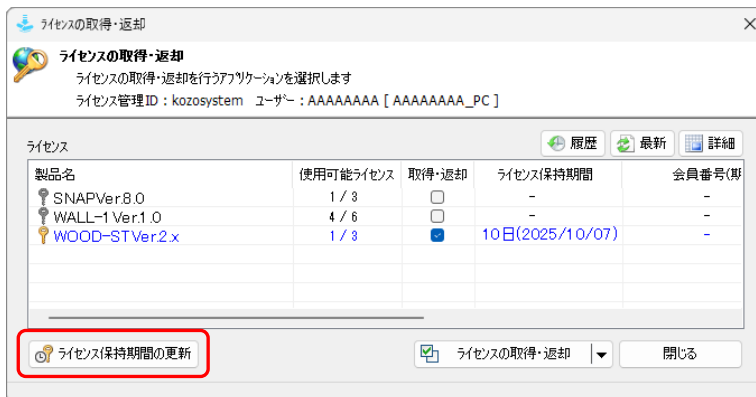 ライセンスの取得・返却
ライセンスの取得・返却
ライセンスの取得・返却を行うアプリケーションを選択します
ライセンス管理ID：kozosystem ユーザー：AAAAAAAA [ AAAAAAAA_PC ]
ライセンス 履歴 最新 詳細
製品名 使用可能ライセンス 取得・返却 ライセンス保持期間 会員番号(期
SNAPVer.8.0 1 / 3 -  -
WALL-1 Ver.1.0 4 / 6 - -
WOOD-STVer.2.x 1 / 3 10日(2025/10/07) -
ライセンス保持期間の更新 ライセンスの取得・返却 閉じる